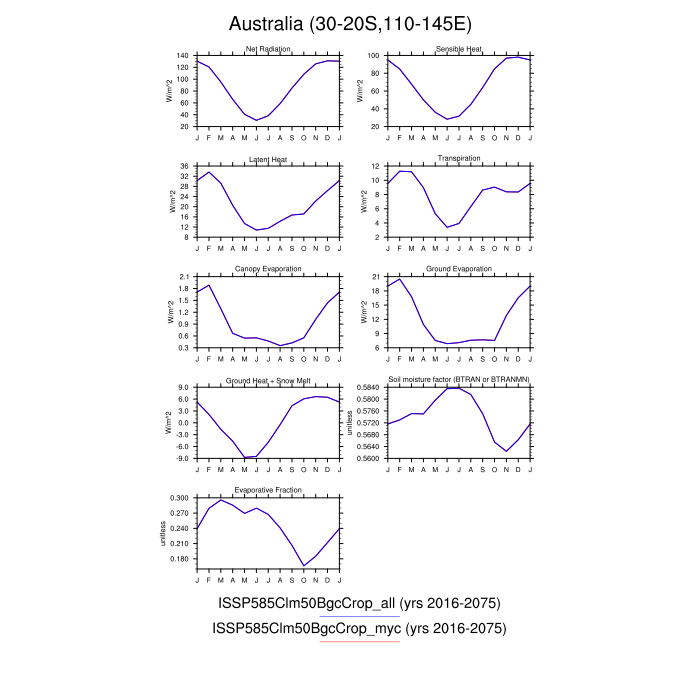 Australia (30-20S,110-145E)
Net Radiation
Sensible Heat
W/m^2
140
120
100
80
60
40
20
J F M A M J J A S O N D J
W/m^2
100
80
60
40
20
J F M A M J J A S O N D J
Latent Heat
Transpiration
W/m^2
36
32
28
24
20
16
12
8
J F M A M J J A S O N D J
W/m^2
12
10
8
6
4
2
J F M A M J J A S O N D J
Canopy Evaporation
Ground Evaporation
W/m^2
2.1
1.8
1.5
1.2
0.9
0.6
0.3
J F M A M J J A S O N D J
W/m^2
21
18
15
12
9
6
J F M A M J J A S O N D J
Ground Heat + Snow Melt
Soil moisture factor (BTRAN or BTRANMN)
W/m^2
9.0
6.0
3.0
0.0
-3.0
-6.0
-9.0
J F M A M J J A S O N D J
unitless
0.5840
0.5800
0.5760
0.5720
0.5680
0.5640
0.5600
J F M A M J J A S O N D J
Evaporative Fraction
unitless
0.300
0.270
0.240
0.210
0.180
J F M A M J J A S O N D J
ISSP585Clm50BgcCrop_all (yrs 2016-2075)
ISSP585Clm50BgcCrop_myc (yrs 2016-2075)